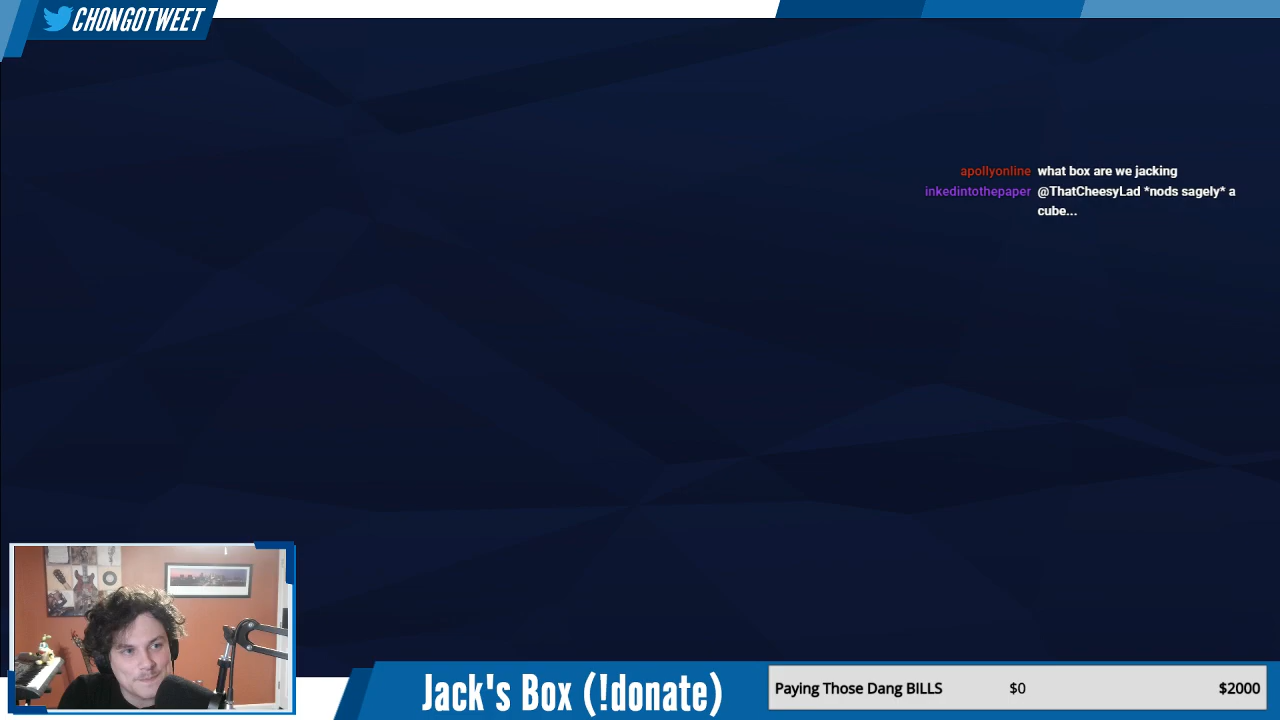 CHONGOTWEET
apollyonline what box are we jacking
inkedintothepaper @ThatCheesyLad *nods sagely* a
cube...
Jack's Box (!donate)
Paying Those Dang BILLS $0 $2000